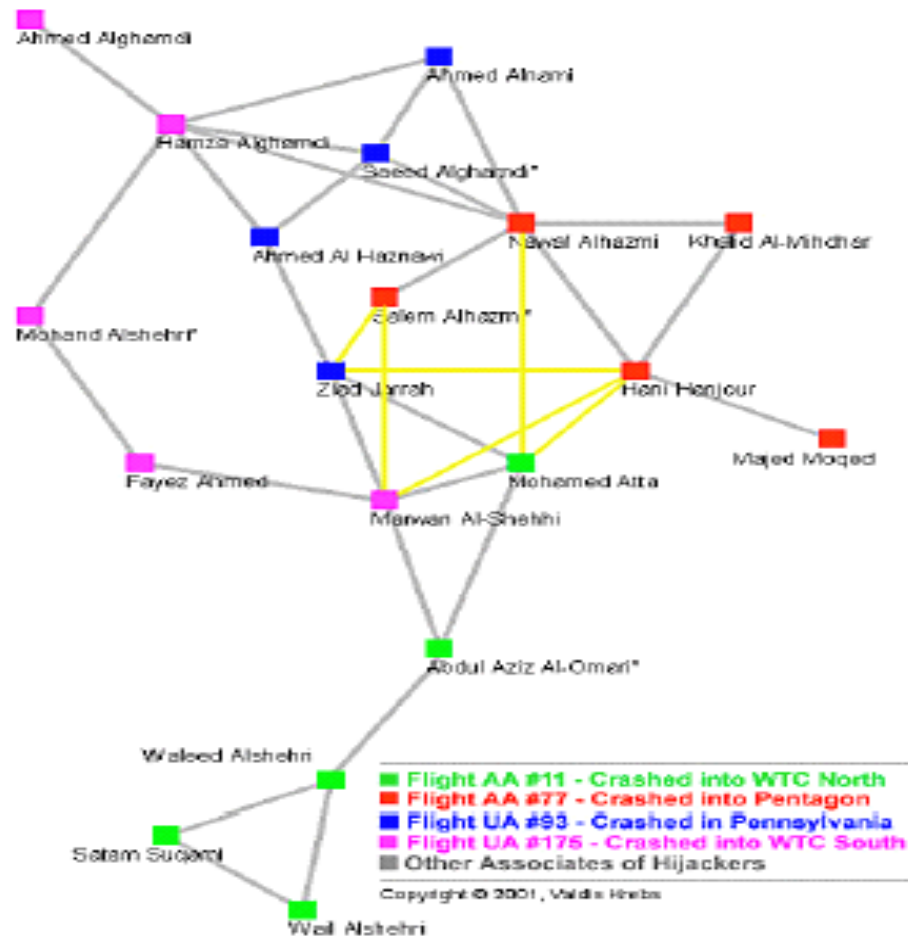 Ahmed Alghamdi
Ahmed Alnami
Hamza Alghamdi
Saeed Alghamdi*
Nawaf Alhazmi
Khalid Al-Mihdhar
Ahmed Al Haznawi
Salem Alhazmi*
Mohand Alshehri*
Ziad Jarrah
Hani Hanjour
Majed Moqed
Fayez Ahmed
Mohamed Atta
Marwan Al-Shehhi
Abdul Aziz Al-Omari*
Waleed Alshehri
Satam Suqami
Wail Alshehri
Flight AA #11 - Crashed into WTC North
Flight AA #77 - Crashed into Pentagon
Flight UA #93 - Crashed in Pennsylvania
Flight UA #175 - Crashed into WTC South
Other Associates of Hijackers
Copyright © 2001, Valdis Krebs